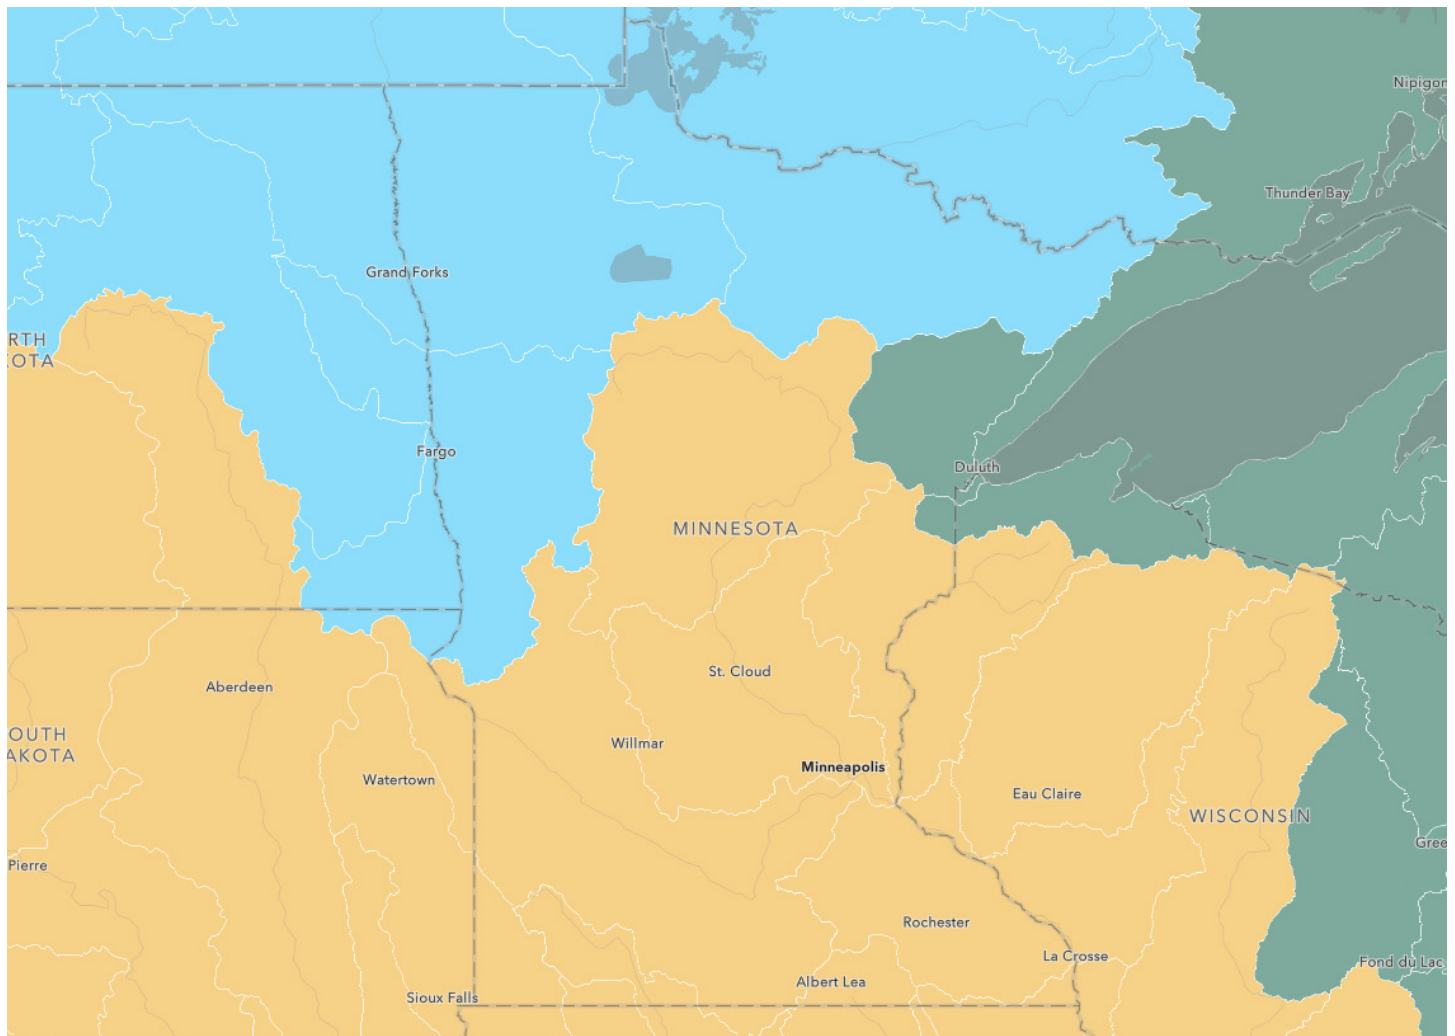 Nipigon
Thunder Bay
Grand Forks
RTH
KOTA
Fargo
Duluth
MINNESOTA
St. Cloud
Aberdeen
OUTH
AKOTA
Willmar
Minneapolis
Watertown
Eau Claire
WISCONSIN
Gree
Pierre
Rochester
La Crosse
Fond du Lac
Albert Lea
Sioux Falls